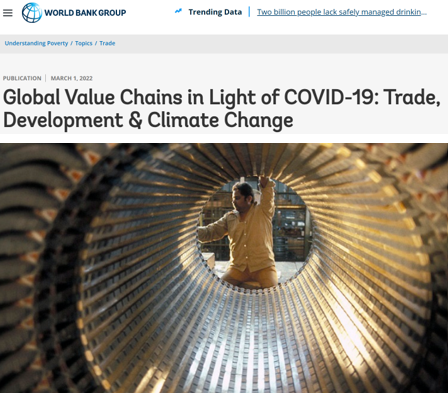 WORLD BANK GROUP
Trending Data
Two billion people lack safely managed drinkin...
Understanding Poverty / Topics / Trade
PUBLICATION | MARCH 1, 2022
Global Value Chains in Light of COVID-19: Trade,
Development & Climate Change